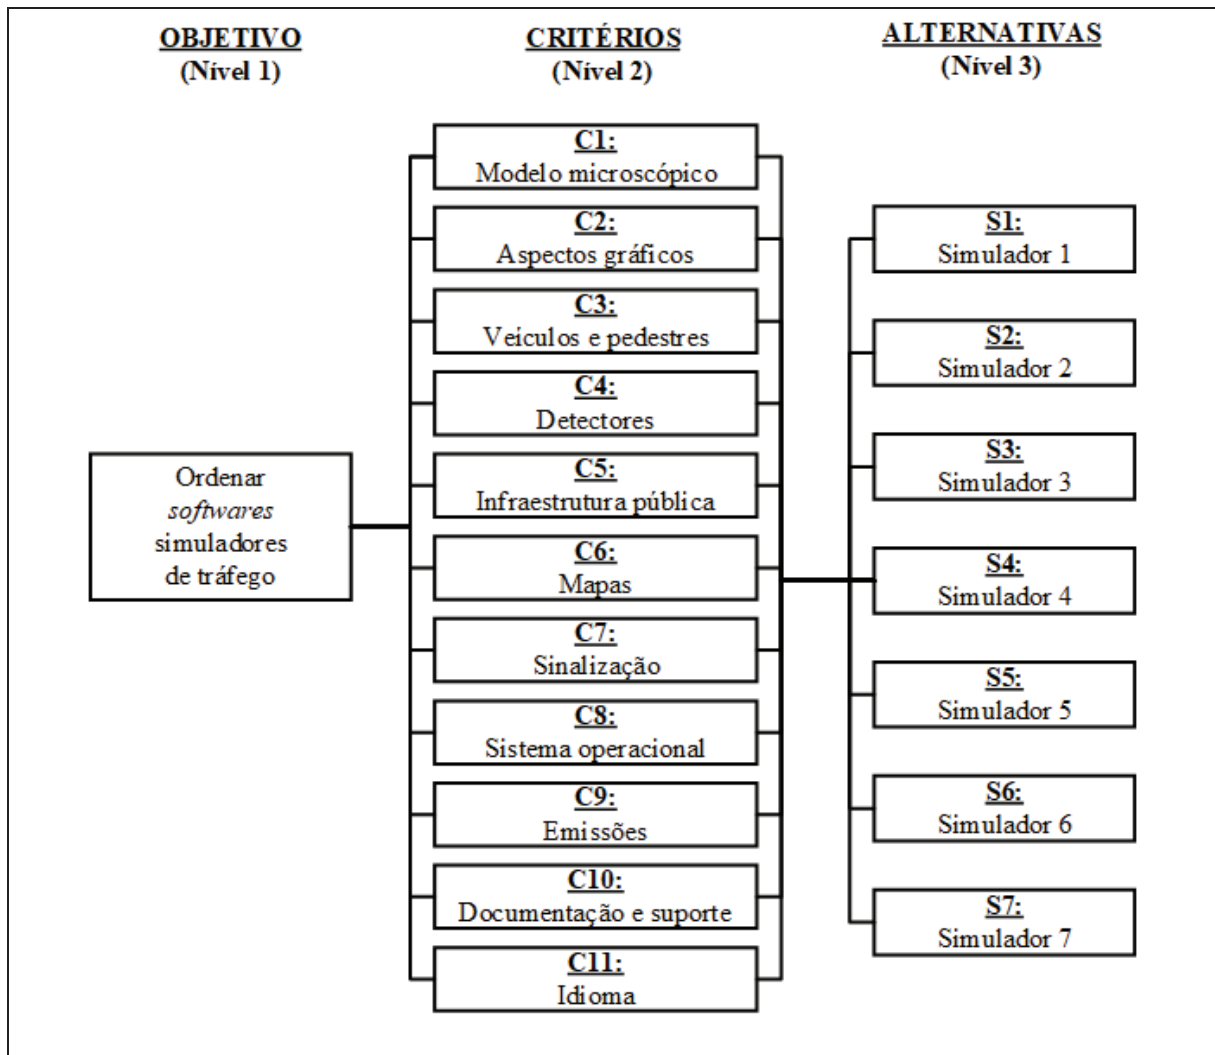 OBJETIVO
(Nível 1)
CRITÉRIOS
(Nível 2)
ALTERNATIVAS
(Nível 3)
Ordenar
softwares
simuladores
de tráfego
C1:
Modelo microscópico
C2:
Aspectos gráficos
C3:
Veículos e pedestres
C4:
Detectores
C5:
Infraestrutura pública
C6:
Mapas
C7:
Sinalização
C8:
Sistema operacional
C9:
Emissões
C10:
Documentação e suporte
C11:
Idioma
S1:
Simulador 1
S2:
Simulador 2
S3:
Simulador 3
S4:
Simulador 4
S5:
Simulador 5
S6:
Simulador 6
S7:
Simulador 7